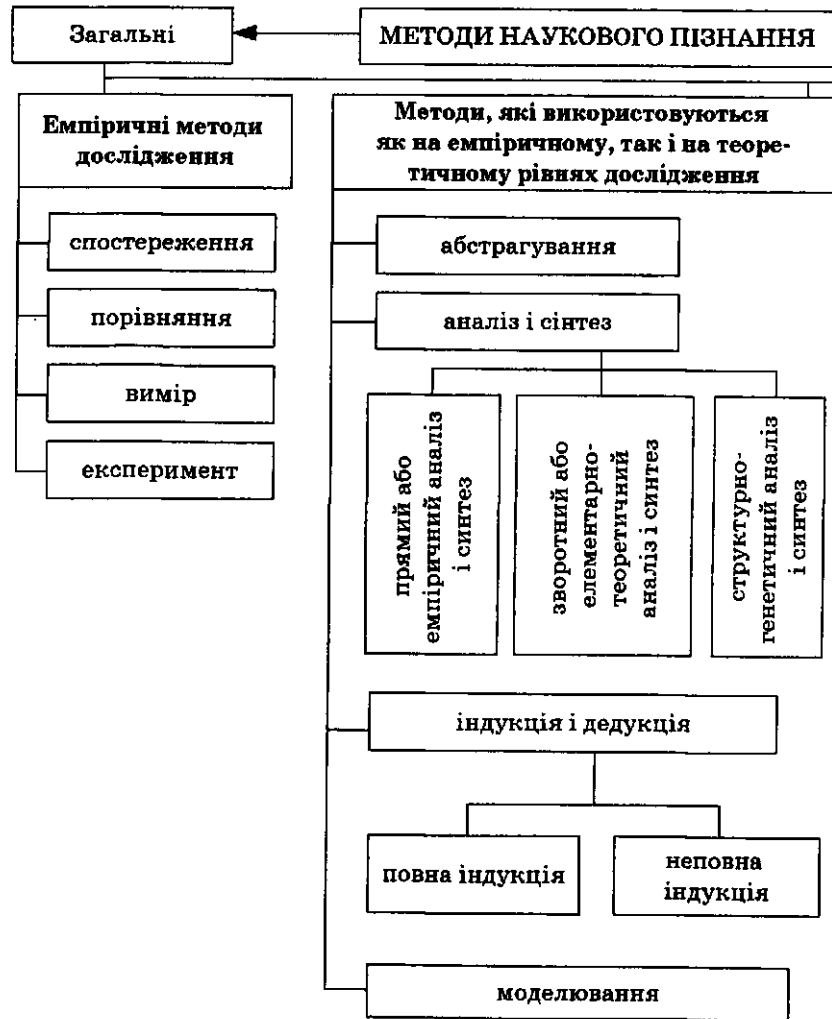 Загальні
МЕТОДИ НАУКОВОГО ПІЗНАННЯ
Емпіричні методи
дослідження
Методи, які використовуються
як на емпіричному, так і на теоре-
тичному рівнях дослідження
спостереження
порівняння
вимір
експеримент
абстрагування
аналіз і сінтез
прямий або
емпіричний аналіз
і синтез
зворотний або
елементарно-
теоретичний
аналіз і синтез
структурно-
генетичний аналіз
і синтез
індукція і дедукція
повна індукція
неповна
індукція
моделювання